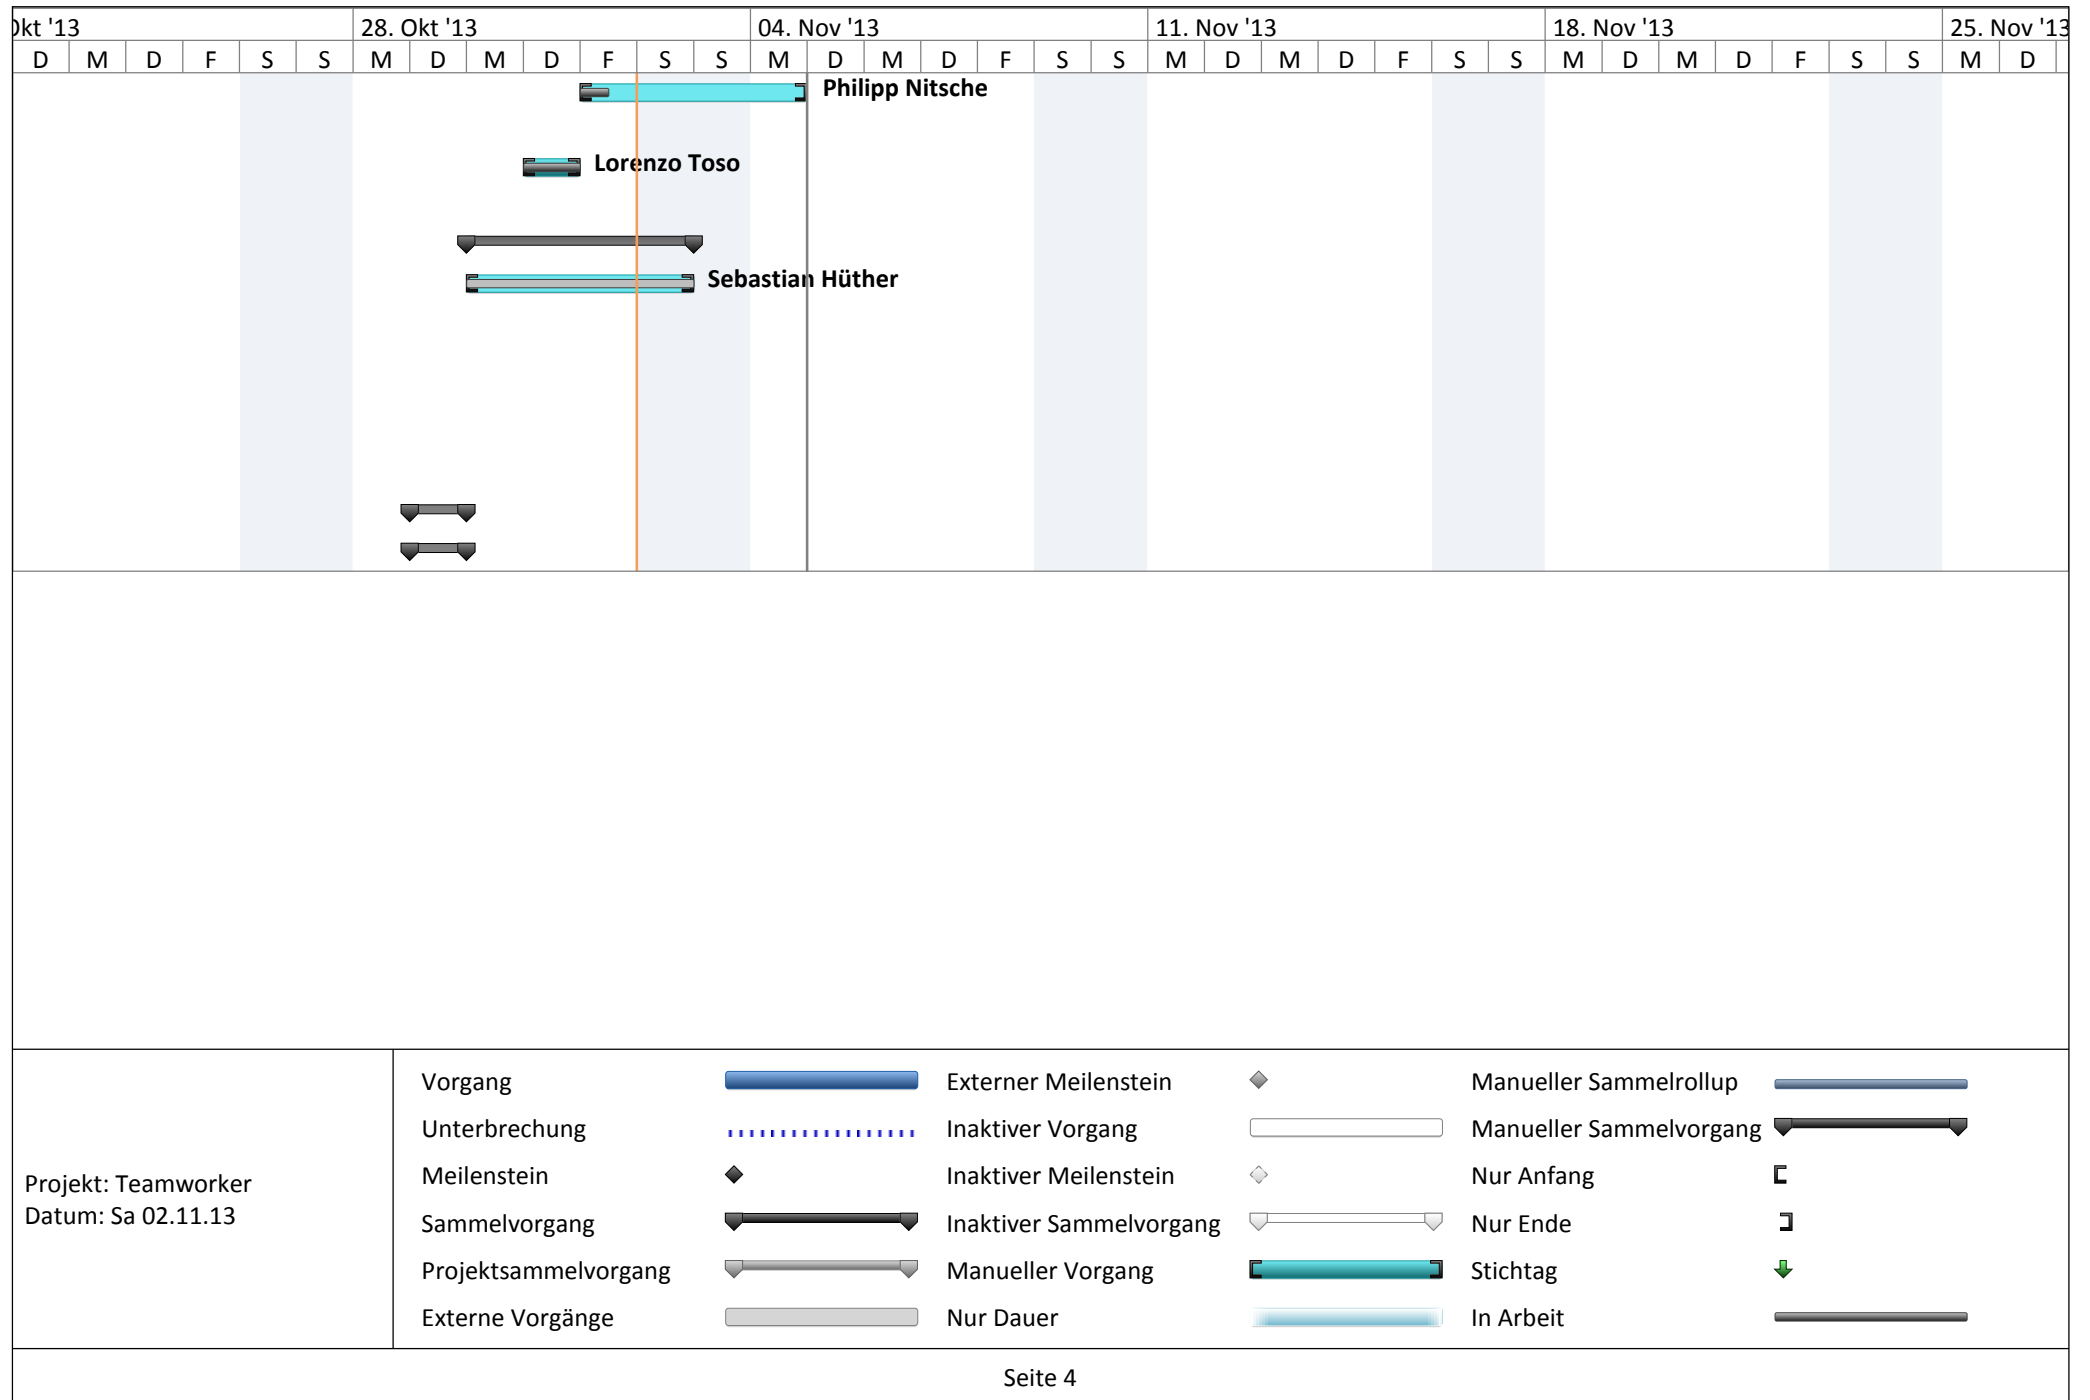 Okt '13 28. Okt '13 04. Nov '13 11. Nov '13 18. Nov '13 25. Nov '13
D M D F S S M D M D F S S M D M D F S S M D M D F S S M D M D F S S M D
Philipp Nitsche
Lorenzo Toso
Sebastian Hüther
Projekt: Teamworker
Datum: Sa 02.11.13
Vorgang
Unterbrechung
Meilenstein
Sammelvorgang
Projektsammelvorgang
Externe Vorgänge
Externer Meilenstein
Inaktiver Vorgang
Inaktiver Meilenstein
Inaktiver Sammelvorgang
Manueller Vorgang
Nur Dauer
Manueller Sammelrollup
Manueller Sammelvorgang
Nur Anfang
Nur Ende
Stichtag
In Arbeit
Seite 4